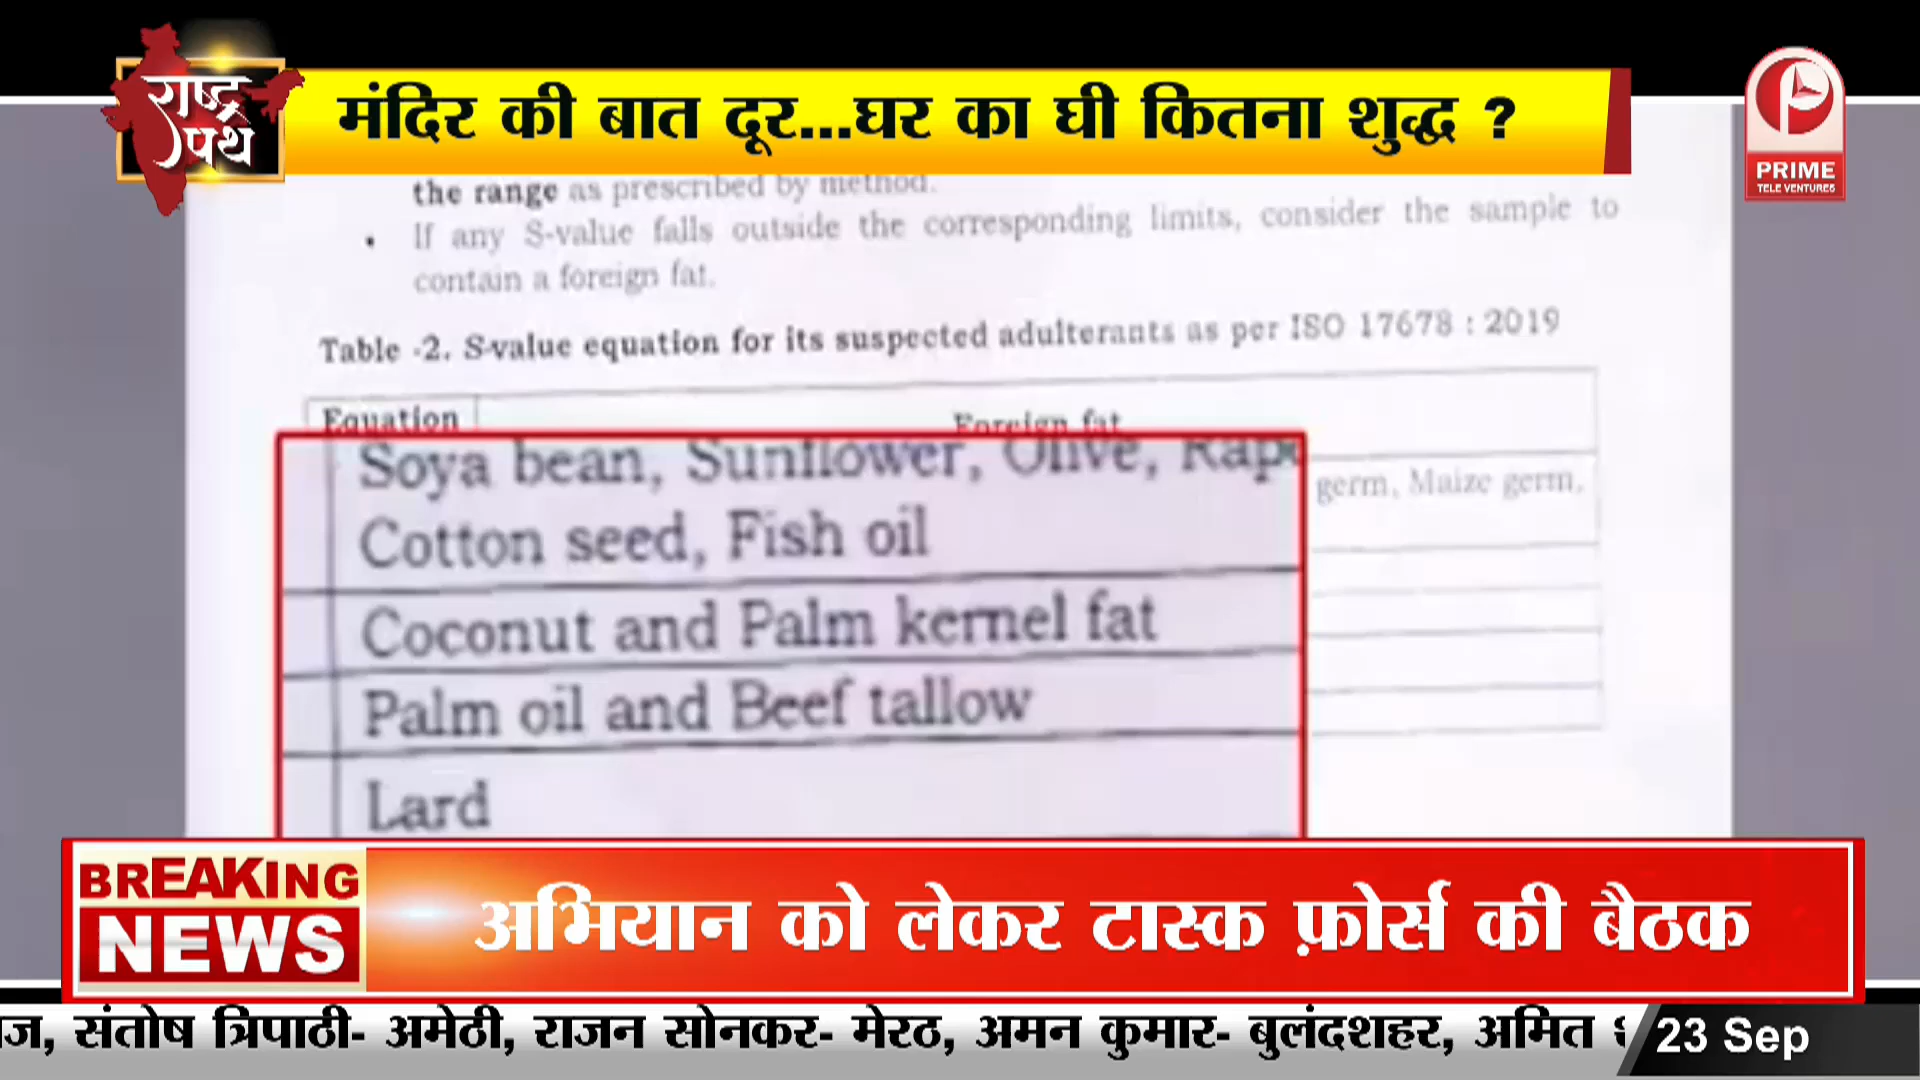 राष्ट्र पथ
मंदिर की बात दूर...घर का घी कितना शुद्ध ?
PRIME
TELE VENTURES
the range as prescribed by method.
• If any S-value falls outside the corresponding limits, consider the sample to
contain a foreign fat.
Table -2. S-value equation for its suspected adulterants as per ISO 17678 : 2019
Equation
Foreign fat
Soya bean, Sunflower, Olive,
germ, Maize germ,
Cotton seed, Fish oil
Coconut and Palm kernel fat
Palm oil and Beef tallow
Lard
BREAKING
NEWS
अभियान को लेकर टास्क फ़ोर्स की बैठक
संतोष त्रिपाठी- अमेठी, राजन सोनकर- मेरठ, अमन कुमार- बुलंदशहर, अमित
23 Sep